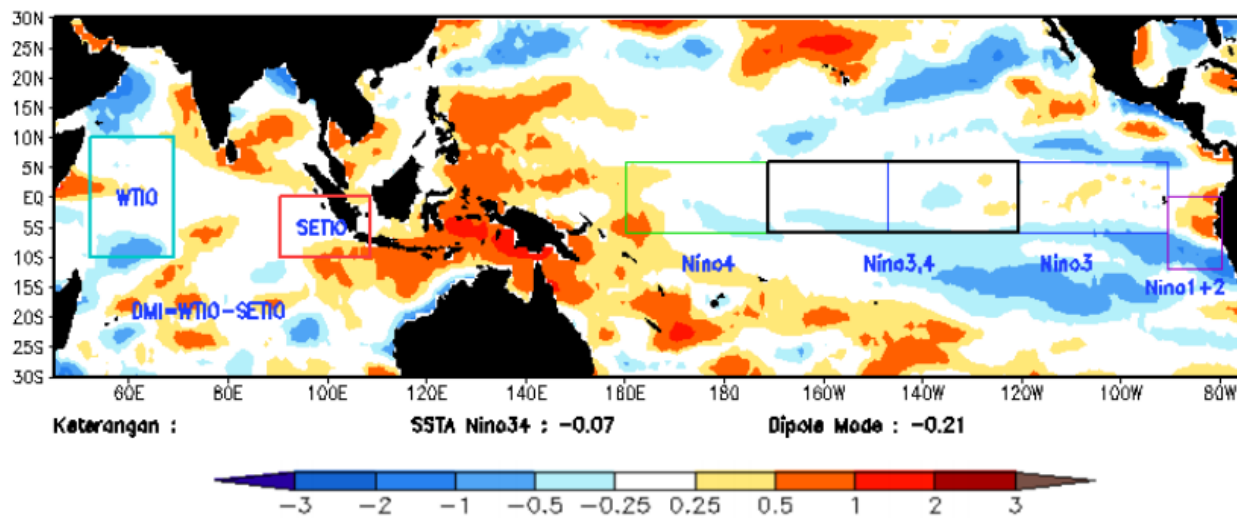 30N
25N
20N
15N
10N
5N
EQ
5S
10S
15S
20S
25S
30S
WTIO
SETIO
Nino4
Nino3,4
Nino3
Nino1+2
DMI=WTIO-SETIO
60E 80E 100E 120E 140E 160E 180 160W 140W 120W 100W 80W
Keterangan : SSTA Nino34 : -0.07 Dipole Mode : -0.21
-3 -2 -1 -0.5 -0.25 0.25 0.5 1 2 3